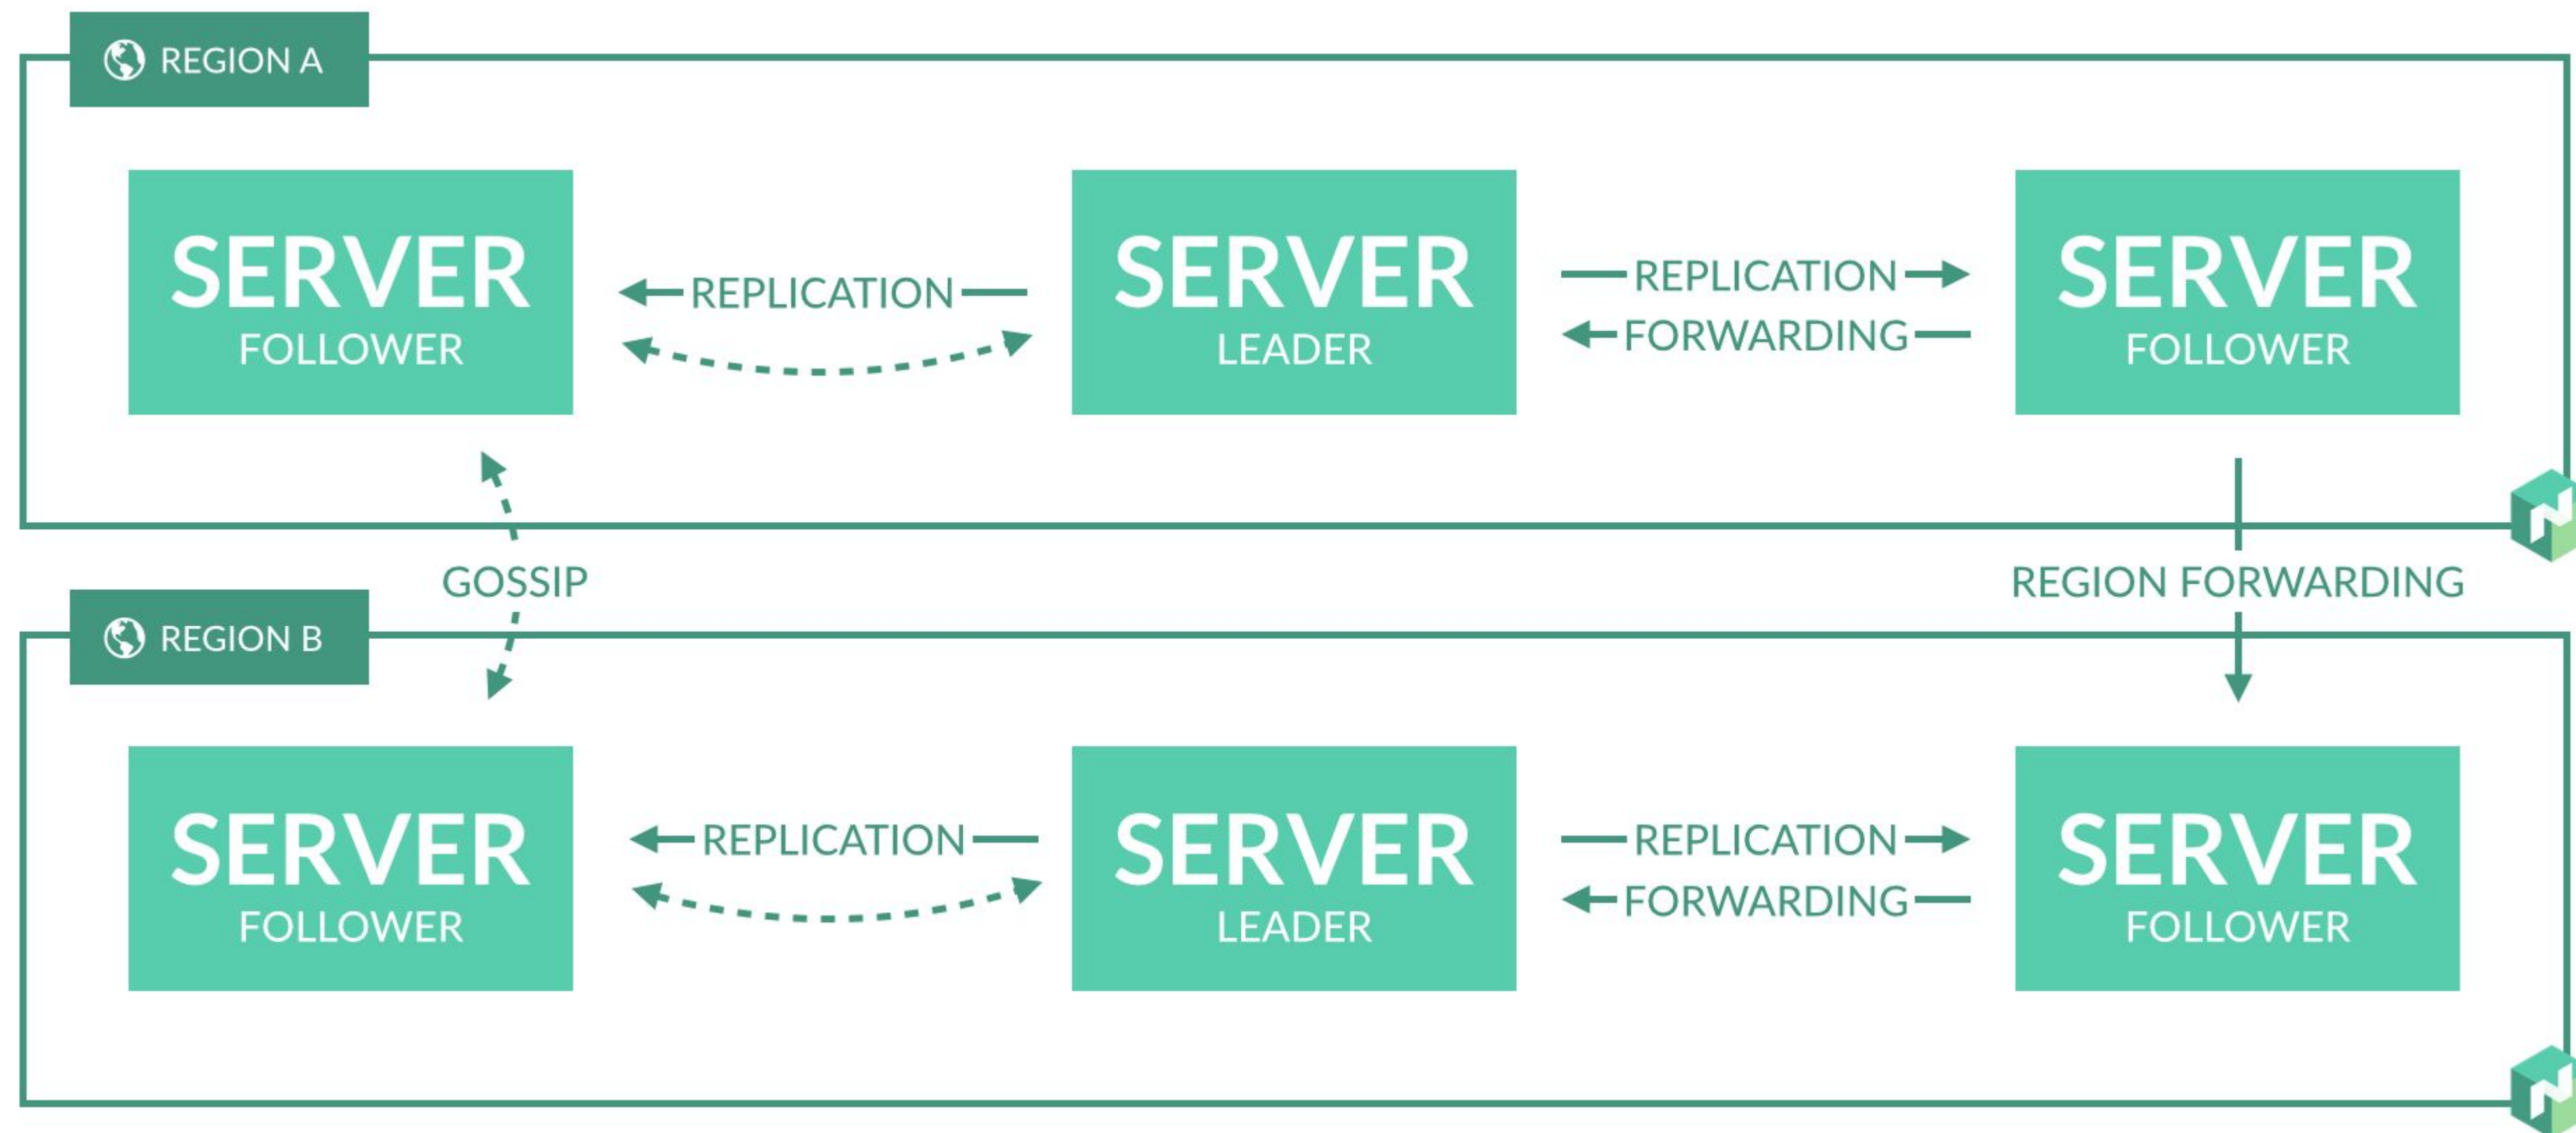 REGION A
SERVER
FOLLOWER
REPLICATION
SERVER
LEADER
REPLICATION
FORWARDING
SERVER
FOLLOWER
GOSSIP
REGION FORWARDING
REGION B
SERVER
FOLLOWER
REPLICATION
SERVER
LEADER
REPLICATION
FORWARDING
SERVER
FOLLOWER